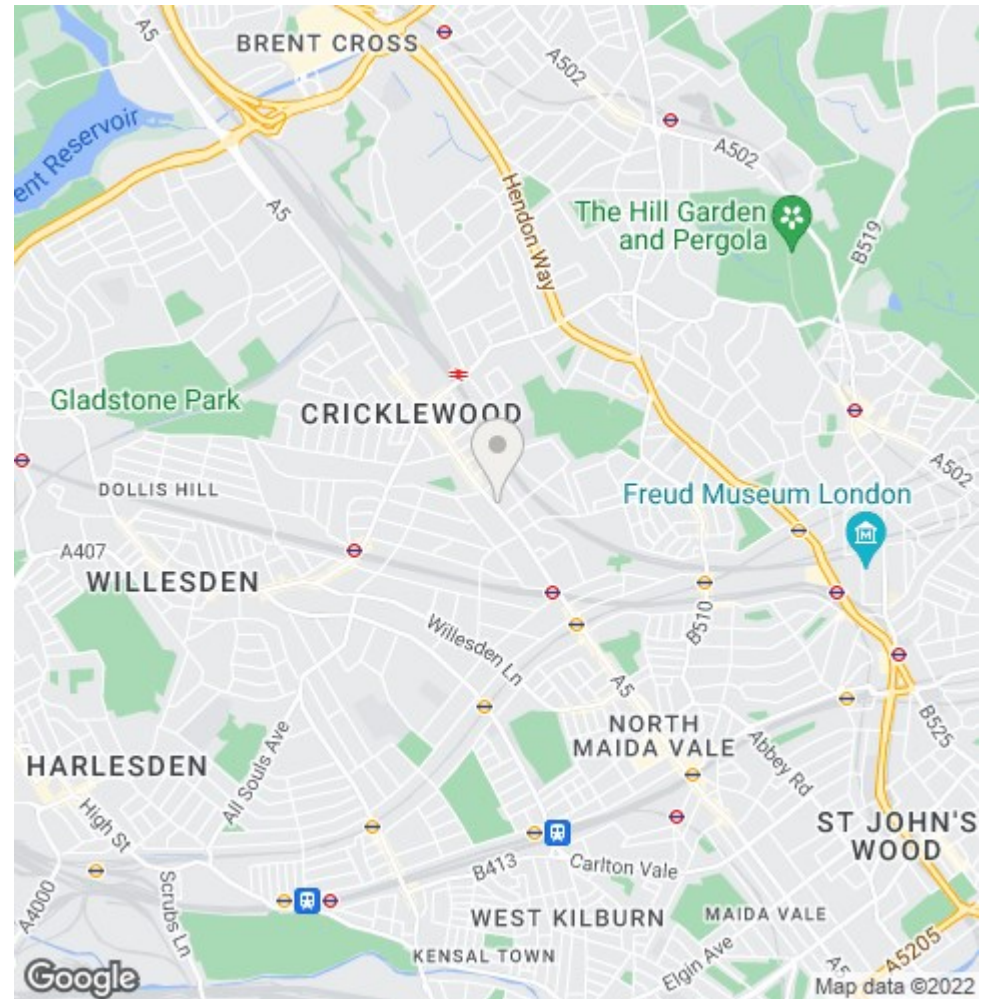 A5
BRENT CROSS
A502
ent Reservoir
A502
A5
Hendon Way
The Hill Garden
and Pergola
B519
Gladstone Park
CRICKLEWOOD
A502
DOLLIS HILL
Freud Museum London
A407
WILLESDEN
B510
Willesden Ln
A5
NORTH
MAIDA VALE
Abbey Rd
B525
HARLESDEN
All Souls Ave
High St
ST JOHN'S
WOOD
B413
Carlton Vale
A4000
Scrubs Ln
WEST KILBURN
MAIDA VALE
KENSAL TOWN
Elgin Ave
A5
A5205
Google
Map data ©2022